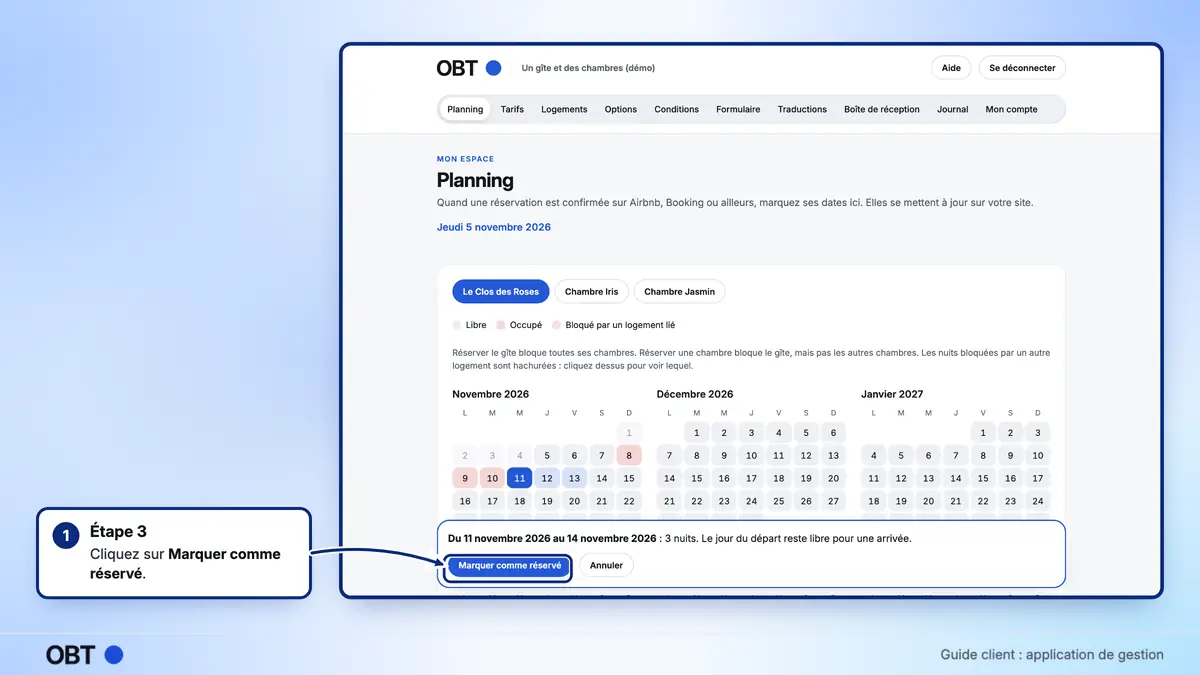 OBT
Un gîte et des chambres (démo)
Aide
Se déconnecter
Planning Tarifs Logements Options Conditions Formulaire Traductions Boîte de réception Journal Mon compte
MON ESPACE
Planning
Quand une réservation est confirmée sur Airbnb, Booking ou ailleurs, marquez ses dates ici. Elles se mettent à jour sur votre site.
Jeudi 5 novembre 2026
Le Clos des Roses Chambre Iris Chambre Jasmin
Libre Occupé Bloqué par un logement lié
Réserver le gîte bloque toutes ses chambres. Réserver une chambre bloque le gîte, mais pas les autres chambres. Les nuits bloquées par un autre
logement sont hachurées : cliquez dessus pour voir lequel.
Novembre 2026
L M M J V S D
1
2 3 4 5 6 7 8
9 10 11 12 13 14 15
16 17 18 19 20 21 22
Décembre 2026
L M M J V S D
1 2 3 4 5 6
7 8 9 10 11 12 13
14 15 16 17 18 19 20
21 22 23 24 25 26 27
Janvier 2027
L M M J V S D
1 2 3
4 5 6 7 8 9 10
11 12 13 14 15 16 17
18 19 20 21 22 23 24
Du 11 novembre 2026 au 14 novembre 2026 : 3 nuits. Le jour du départ reste libre pour une arrivée.
Marquer comme réservé Annuler
1
Étape 3
Cliquez sur Marquer comme
réservé.
OBT
Guide client : application de gestion